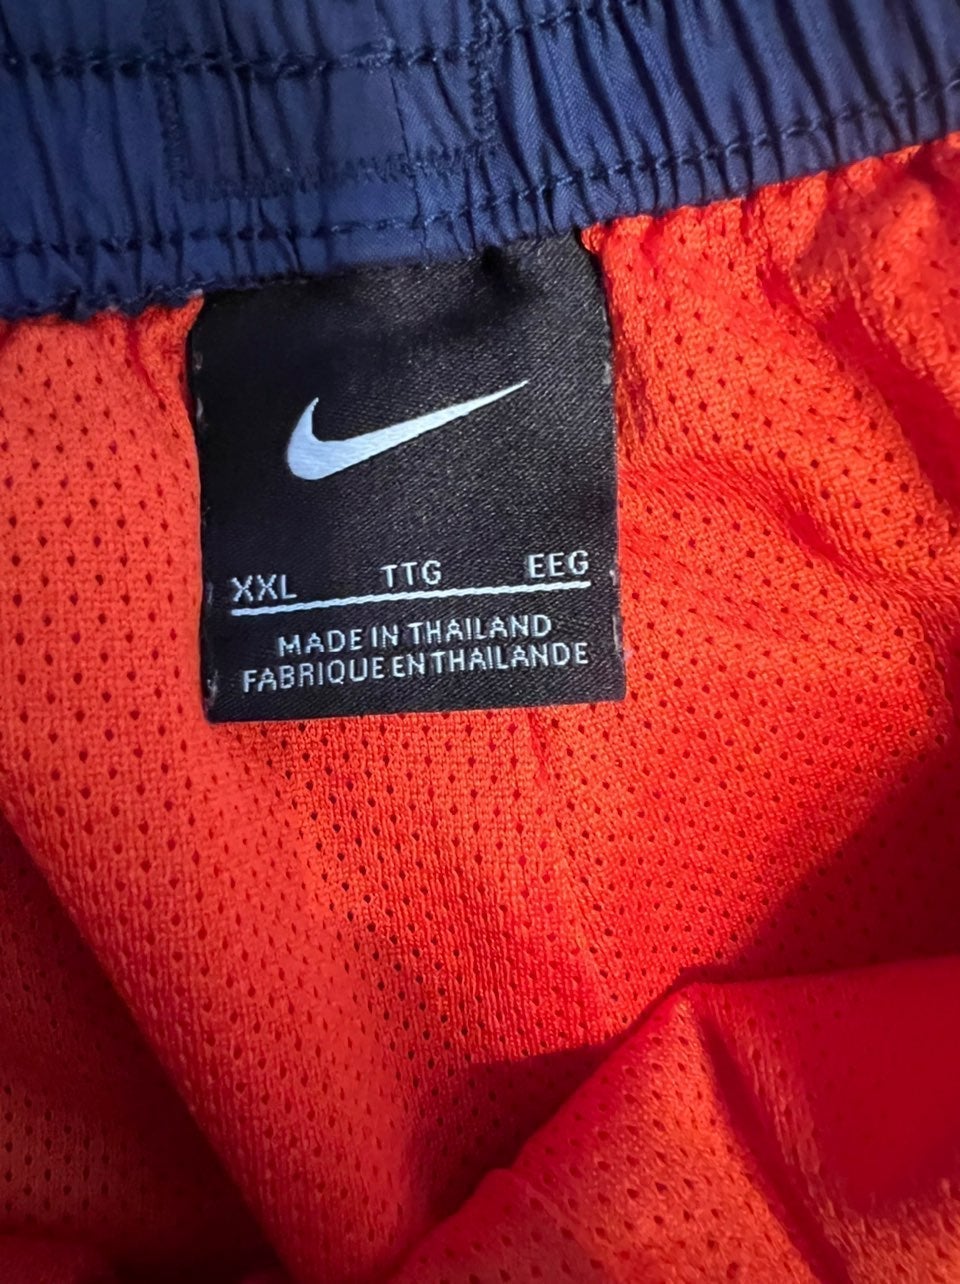 XXL TTG EEG
MADE IN THAILAND
FABRIQUE EN THAILANDE